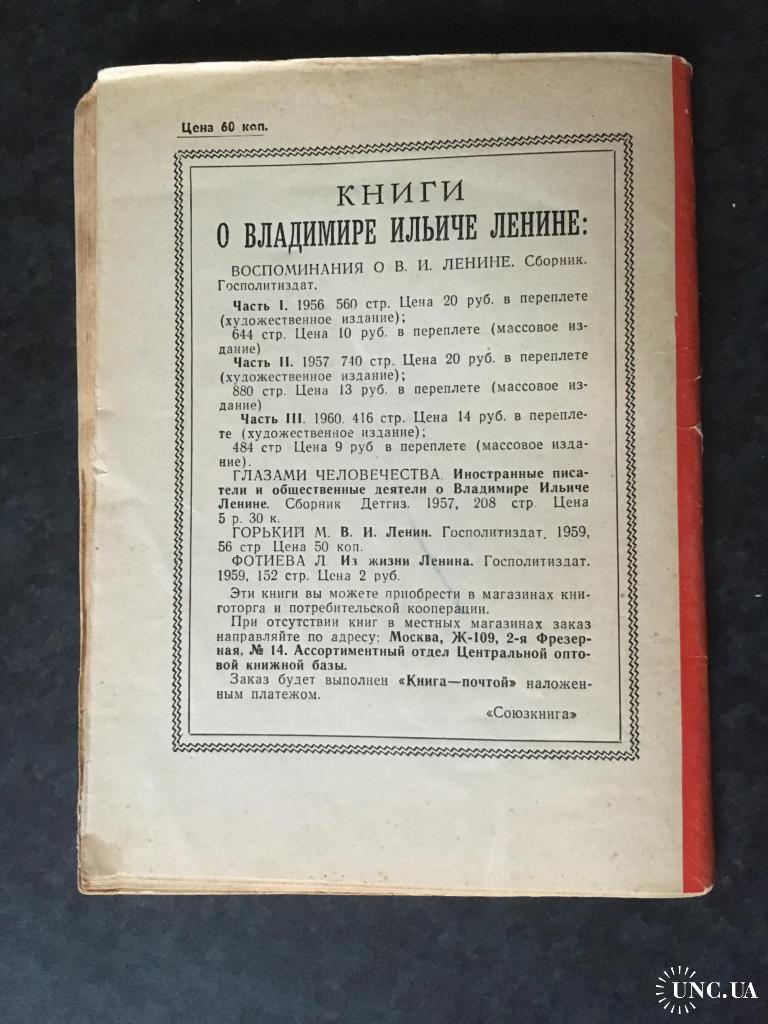 Цена 60 коп.
КНИГИ
О ВЛАДИМИРЕ ИЛЬИЧЕ ЛЕНИНЕ:
ВОСПОМИНАНИЯ О В. И. ЛЕНИНЕ. Сборник.
Госполитиздат.
Часть I. 1956 560 стр. Цена 20 руб. в переплете
(художественное издание);
644 стр. Цена 10 руб. в переплете (массовое из-
дание)
Часть II. 1957 740 стр. Цена 20 руб. в переплете
(художественное издание);
880 стр. Цена 13 руб. в переплете (массовое из-
дание)
Часть III. 1960. 416 стр. Цена 14 руб. в перепле-
те (художественное издание);
484 стр Цена 9 руб в переплете (массовое изда-
ние).
ГЛАЗАМИ ЧЕЛОВЕЧЕСТВА. Иностранные писа-
тели и общественные деятели о Владимире Ильиче
Ленине. Сборник Детгиз. 1957, 208 стр Цена
5 р. 30 к.
ГОРЬКИЙ М. В. И. Ленин. Госполитиздат. 1959,
56 стр Цена 50 коп.
ФОТИЕВА Л. Из жизни Ленина. Госполитиздат.
1959, 152 стр. Цена 2 руб.
Эти книги вы можете приобрести в магазинах кни-
готорга и потребительской кооперации.
При отсутствии книг в местных магазинах заказ
направляйте по адресу: Москва, Ж-109, 2-я Фрезер-
ная, № 14. Ассортиментный отдел Центральной опто-
вой книжной базы.
Заказ будет выполнен «Книга—почтой» наложен-
ным платежом.
«Союзкнига»
UNC.UA